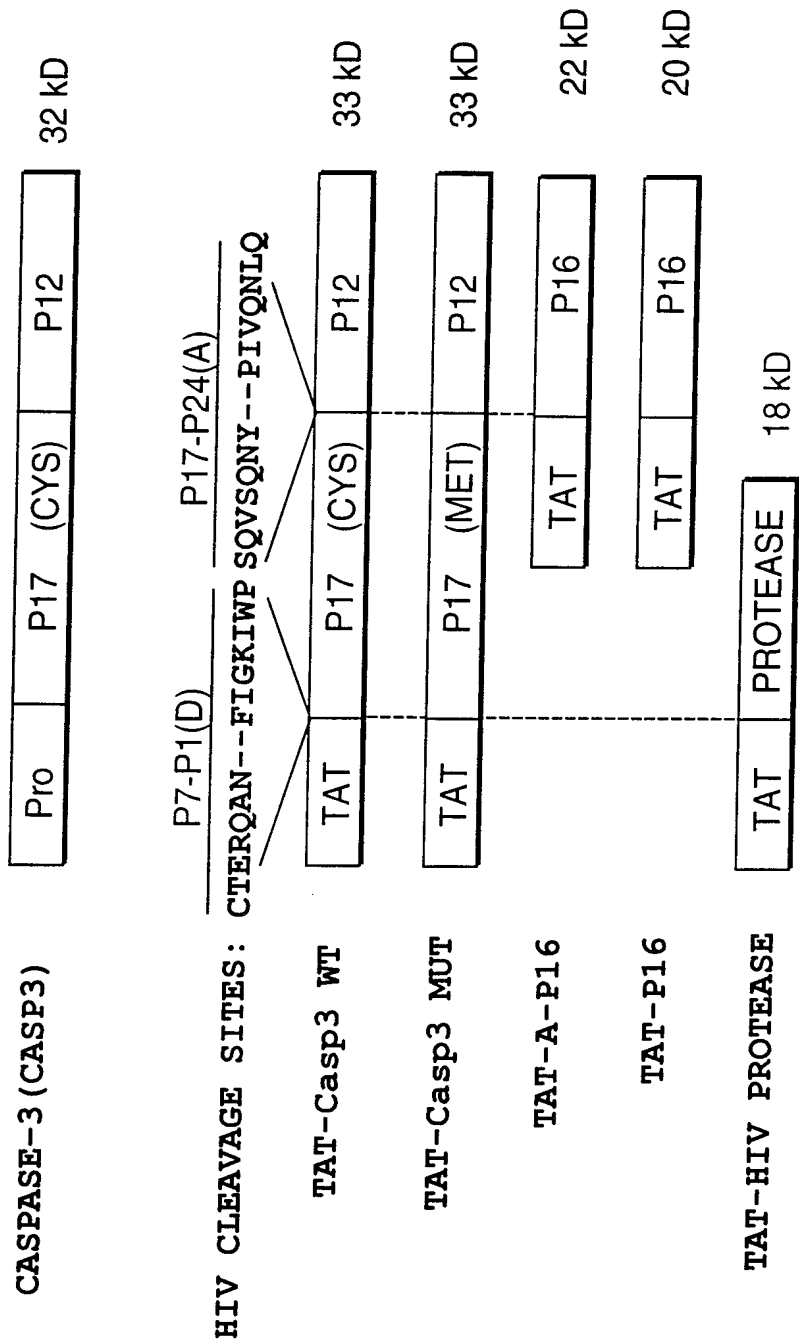 CASPASE-3 (CASP3) Pro P17 (CYS) P12 32 kD
P7-P1(D) P17-P24(A)
HIV CLEAVAGE SITES: CTERQAN--FIGKIWP SQVSQNY--PIVQNLQ
TAT-Casp3 WT TAT P17 (CYS) P12 33 kD
TAT-Casp3 MUT TAT P17 (MET) P12 33 kD
TAT-A-P16 TAT P16 22 kD
TAT-P16 TAT P16 20 kD
TAT-HIV PROTEASE TAT PROTEASE 18 kD